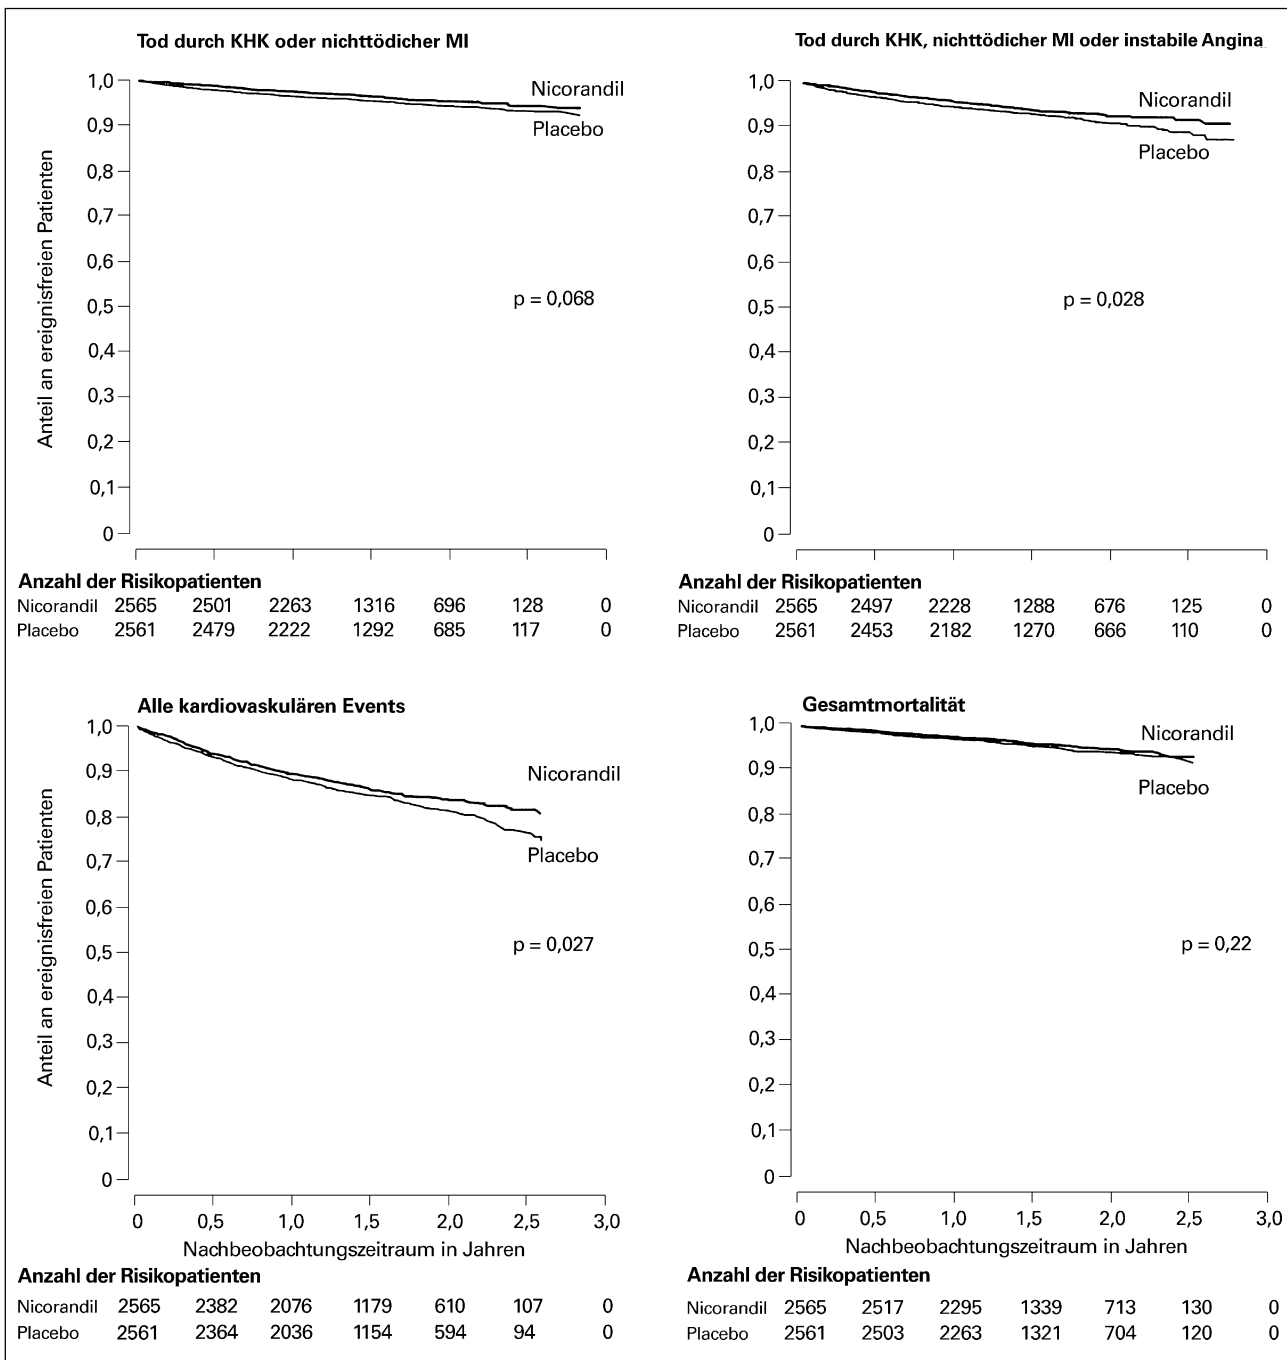 Tod durch KHK oder nichttödicher MI
Anteil an ereignisfreien Patienten
1,0
0,9
0,8
0,7
0,6
0,5
0,4
0,3
0,2
0,1
0
Nicorandil
Placebo
p = 0,068
Anzahl der Risikopatienten
Nicorandil 2565 2501 2263 1316 696 128 0
Placebo 2561 2479 2222 1292 685 117 0
Tod durch KHK, nichttödicher MI oder instabile Angina
1,0
0,9
0,8
0,7
0,6
0,5
0,4
0,3
0,2
0,1
0
Nicorandil
Placebo
p = 0,028
Anzahl der Risikopatienten
Nicorandil 2565 2497 2228 1288 676 125 0
Placebo 2561 2453 2182 1270 666 110 0
Alle kardiovaskulären Events
Anteil an ereignisfreien Patienten
1,0
0,9
0,8
0,7
0,6
0,5
0,4
0,3
0,2
0,1
0
Nicorandil
Placebo
p = 0,027
0 0,5 1,0 1,5 2,0 2,5 3,0
Nachbeobachtungszeitraum in Jahren
Anzahl der Risikopatienten
Nicorandil 2565 2382 2076 1179 610 107 0
Placebo 2561 2364 2036 1154 594 94 0
Gesamtmortalität
1,0
0,9
0,8
0,7
0,6
0,5
0,4
0,3
0,2
0,1
0
Nicorandil
Placebo
p = 0,22
0 0,5 1,0 1,5 2,0 2,5 3,0
Nachbeobachtungszeitraum in Jahren
Anzahl der Risikopatienten
Nicorandil 2565 2517 2295 1339 713 130 0
Placebo 2561 2503 2263 1321 704 120 0